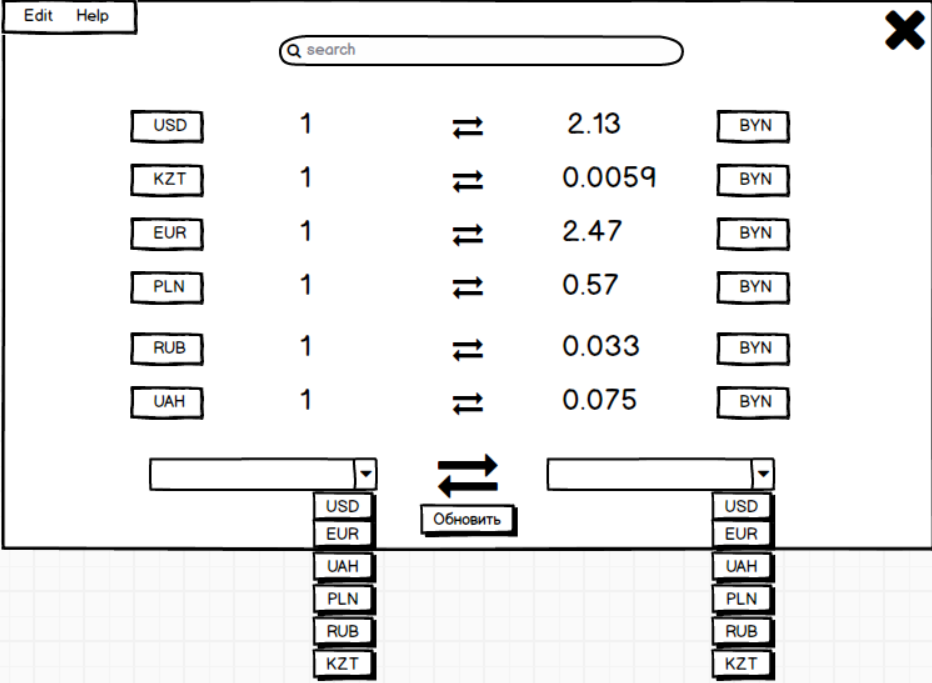 Edit Help
search
USD 1 2.13 BYN
KZT 1 0.0059 BYN
EUR 1 2.47 BYN
PLN 1 0.57 BYN
RUB 1 0.033 BYN
UAH 1 0.075 BYN
USD Обновить USD
EUR EUR
UAH UAH
PLN PLN
RUB RUB
KZT KZT